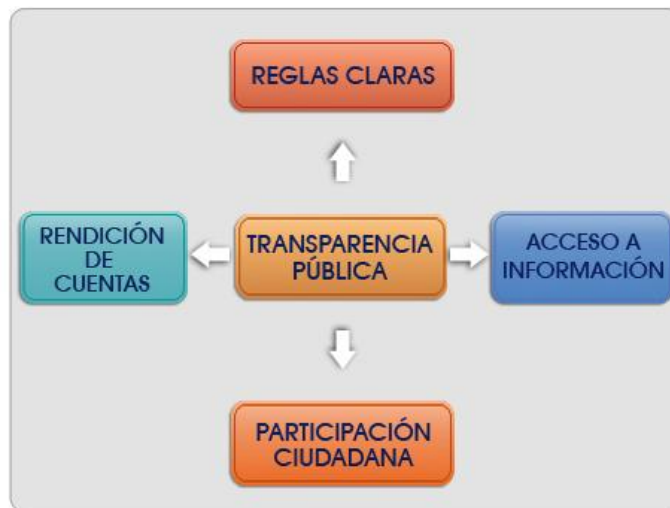 REGLAS CLARAS
RENDICIÓN
DE
CUENTAS
TRANSPARENCIA
PÚBLICA
ACCESO A
INFORMACIÓN
PARTICIPACIÓN
CIUDADANA